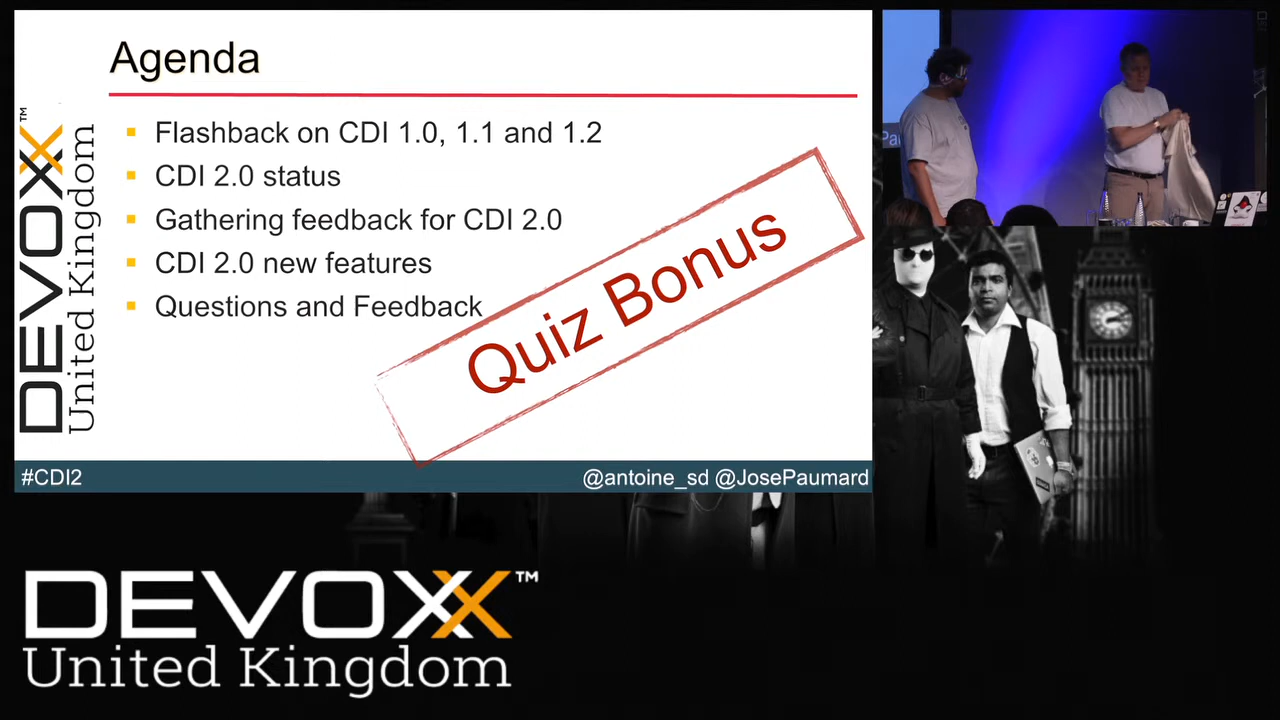 Agenda
Flashback on CDI 1.0, 1.1 and 1.2
CDI 2.0 status
Gathering feedback for CDI 2.0
CDI 2.0 new features
Questions and Feedback
Quiz Bonus
DEVOXX™
United Kingdom
#CDI2
@antoine_sd @JosePaumard
DEVOXX™
United Kingdom